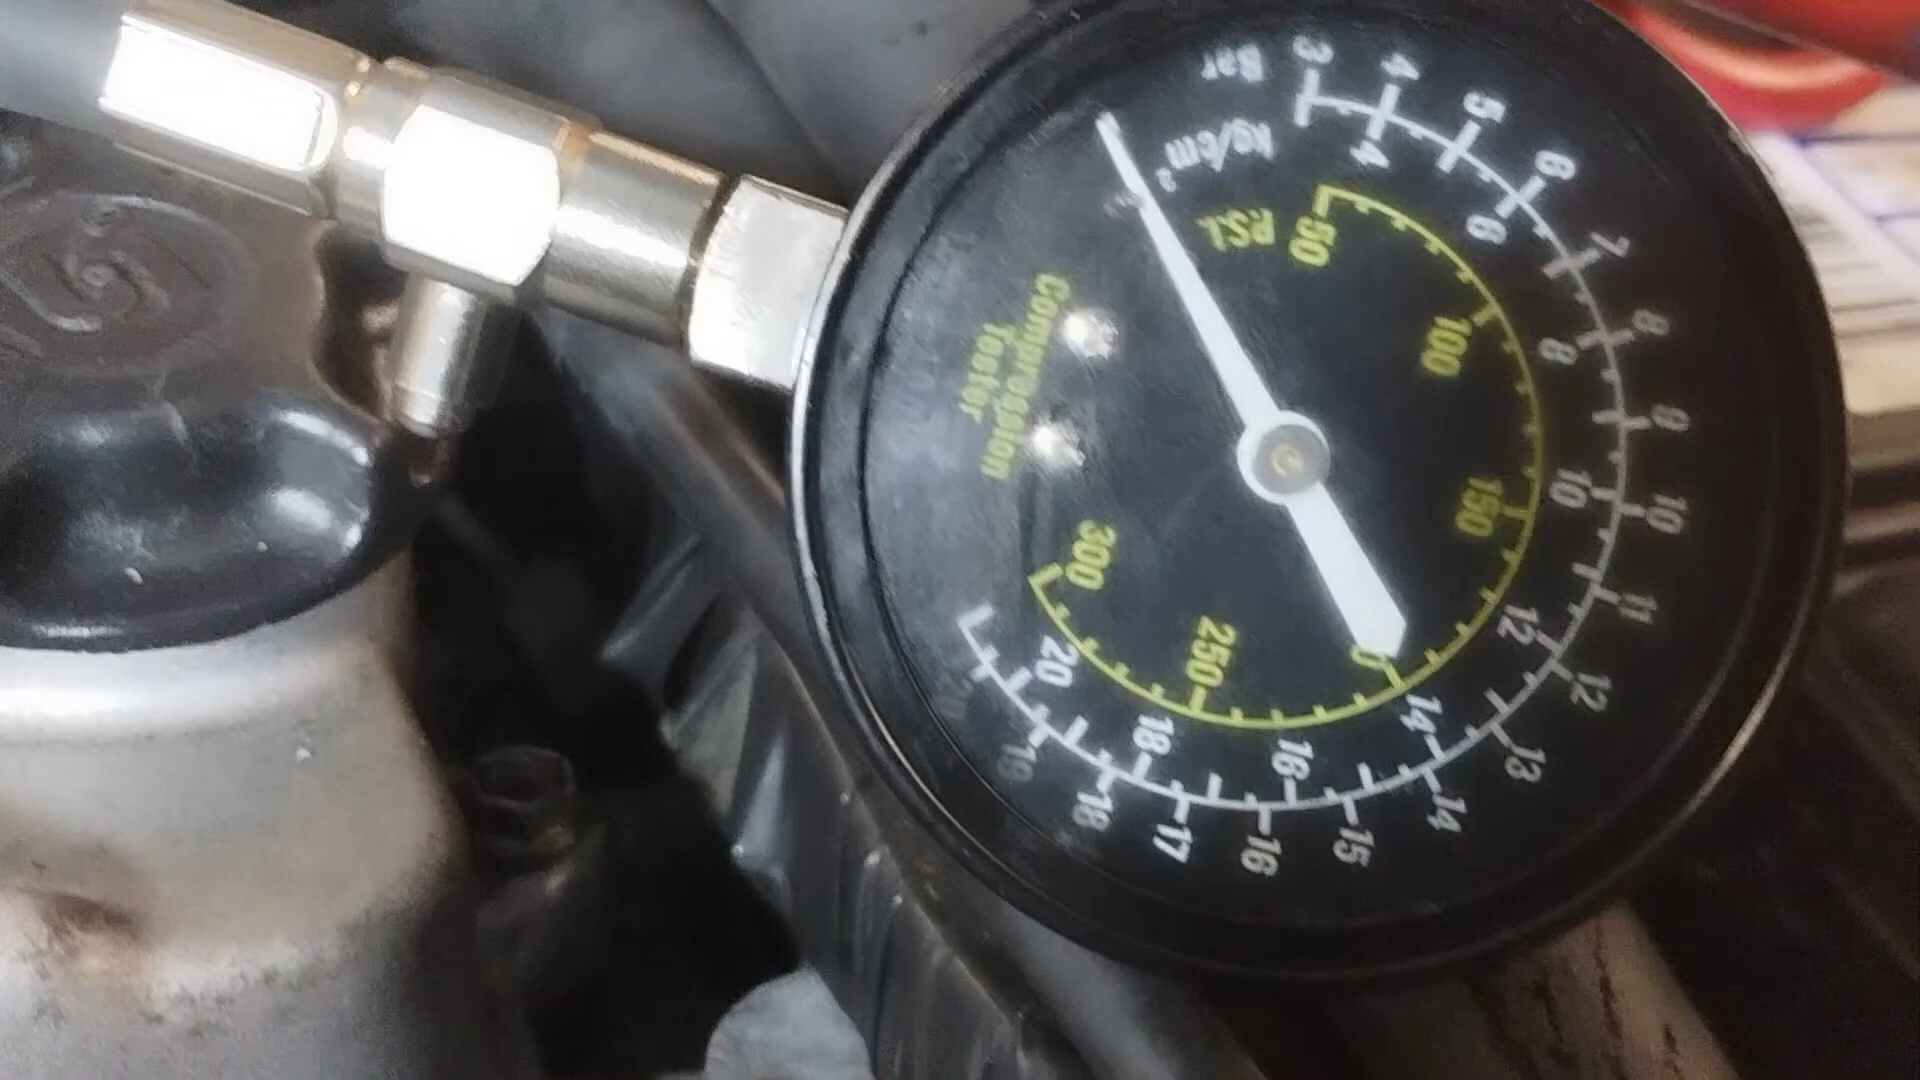 Bar
3 4 5 6 7 8 9 10 11 12 13 14 15 16 17 18 19
kg/cm²
4 6 8 10 12 14 16 18 20
PSI
50 100 150 250 300
Compression
Tester